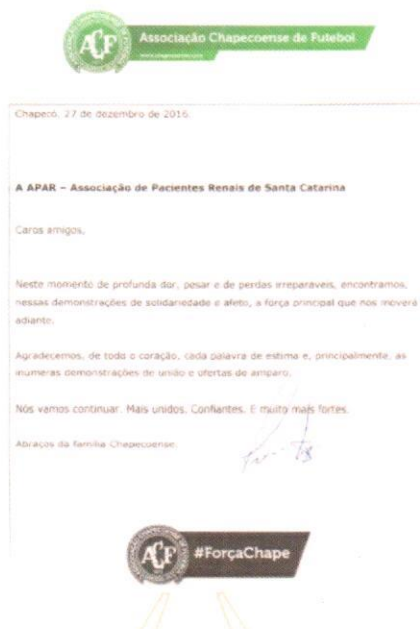 ACF
Associação Chapecoense de Futebol
Chapecó, 27 de dezembro de 2016.
A APAR – Associação de Pacientes Renais de Santa Catarina
Caros amigos,
Neste momento de profunda dor, pesar e de perdas irreparáveis, encontramos,
nessas demonstrações de solidariedade e afeto, a força principal que nos moverá
adiante.
Agradecemos, de todo o coração, cada palavra de estima e, principalmente, as
inúmeras demonstrações de união e ofertas de amparo.
Nós vamos continuar. Mais unidos. Confiantes. E muito mais fortes.
Abraços da família Chapecoense.
ACF
#ForçaChape